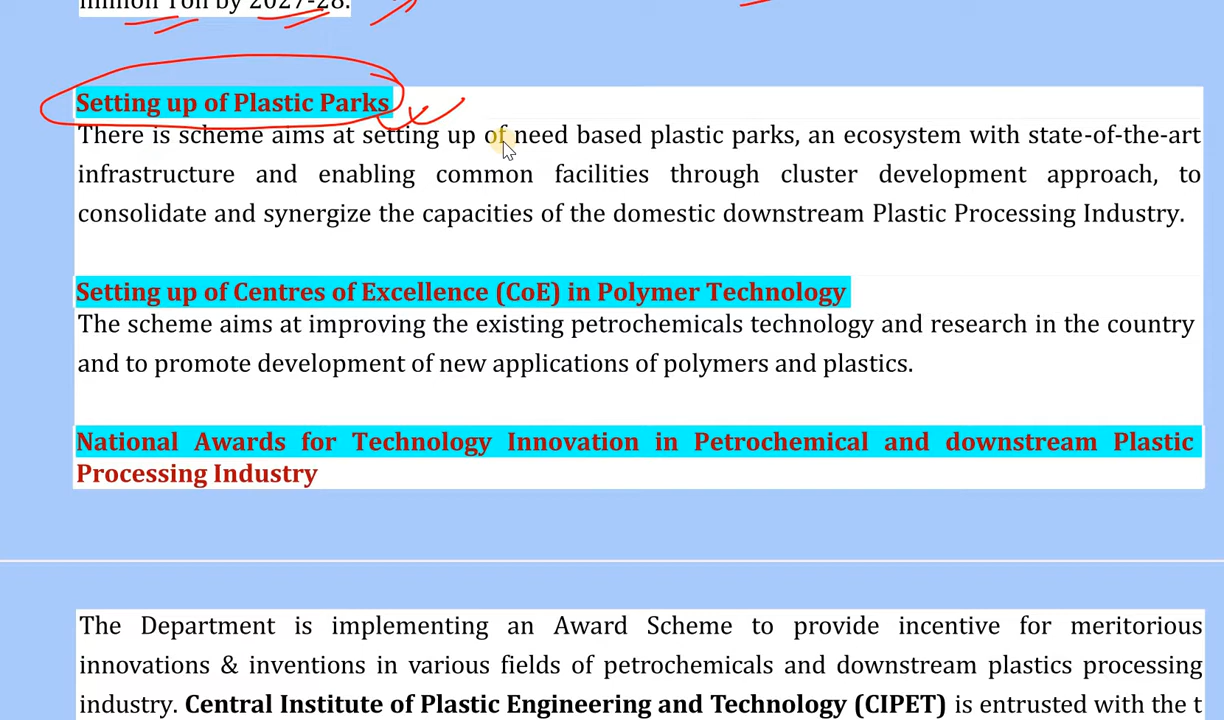 million Ton by 2027-28.
Setting up of Plastic Parks
There is scheme aims at setting up of need based plastic parks, an ecosystem with state-of-the-art
infrastructure and enabling common facilities through cluster development approach, to
consolidate and synergize the capacities of the domestic downstream Plastic Processing Industry.
Setting up of Centres of Excellence (CoE) in Polymer Technology
The scheme aims at improving the existing petrochemicals technology and research in the country
and to promote development of new applications of polymers and plastics.
National Awards for Technology Innovation in Petrochemical and downstream Plastic
Processing Industry
The Department is implementing an Award Scheme to provide incentive for meritorious
innovations & inventions in various fields of petrochemicals and downstream plastics processing
industry. Central Institute of Plastic Engineering and Technology (CIPET) is entrusted with the t